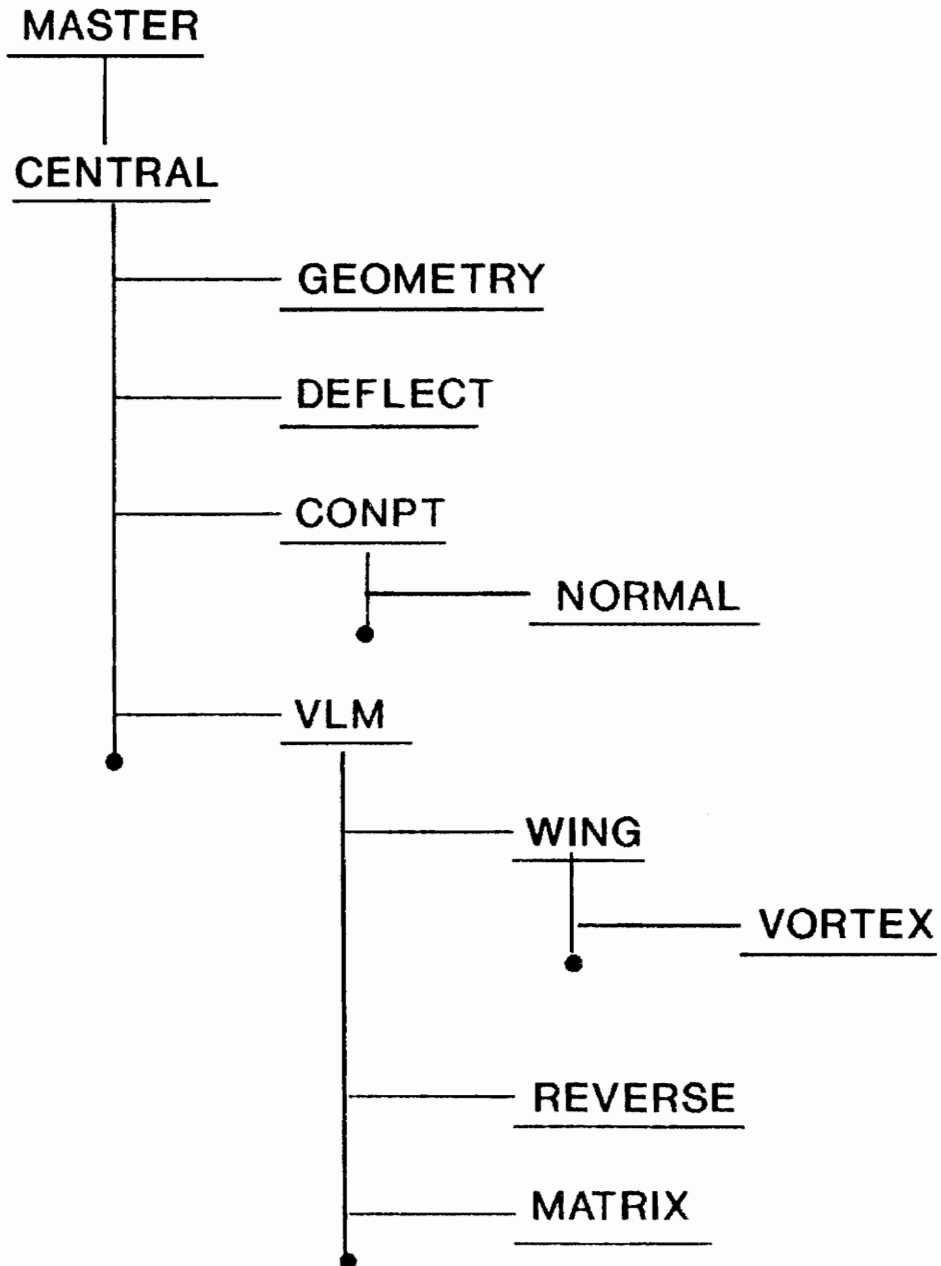 MASTER
CENTRAL
GEOMETRY
DEFLECT
CONPT
NORMAL
VLM
WING
VORTEX
REVERSE
MATRIX